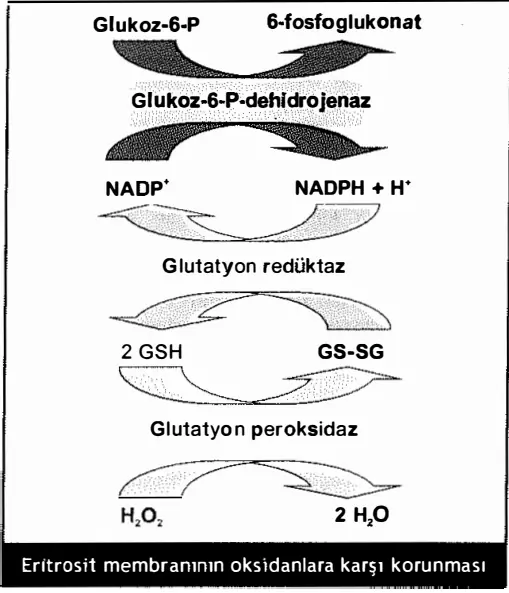 Glukoz-6-P 6-fosfoglukonat
Glukoz-6-P-dehidrojenaz
NADP⁺ NADPH + H⁺
Glutatyon redüktaz
2 GSH GS-SG
Glutatyon peroksidaz
H₂O₂ 2 H₂O
Eritrosit membranının oksidanlara karşı korunması